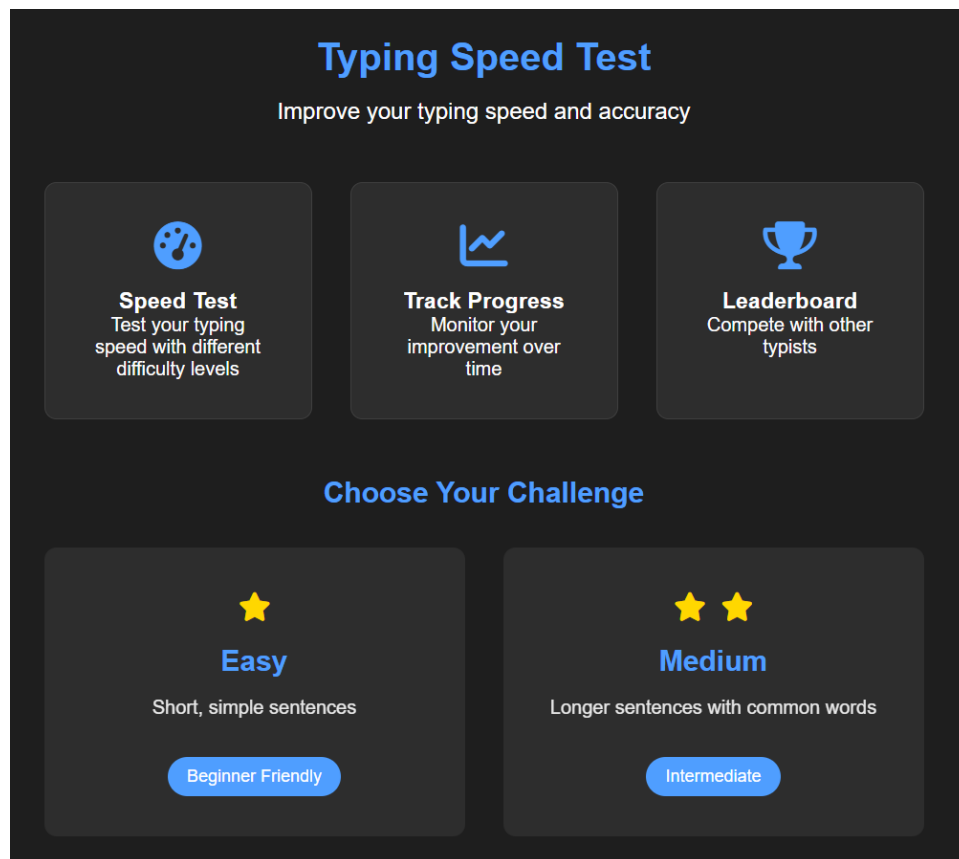 Typing Speed Test
Improve your typing speed and accuracy
Speed Test
Test your typing
speed with different
difficulty levels
Track Progress
Monitor your
improvement over
time
Leaderboard
Compete with other
typists
Choose Your Challenge
Easy
Short, simple sentences
Beginner Friendly
Medium
Longer sentences with common words
Intermediate